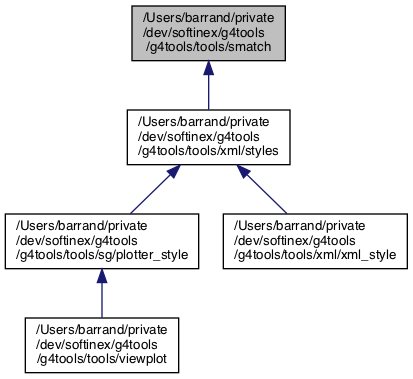 /Users/barrand/private
/dev/softinex/g4tools
/g4tools/tools/smatch
/Users/barrand/private
/dev/softinex/g4tools
/g4tools/tools/xml/styles
/Users/barrand/private
/dev/softinex/g4tools
/g4tools/tools/sg/plotter_style
/Users/barrand/private
/dev/softinex/g4tools
/g4tools/tools/xml/xml_style
/Users/barrand/private
/dev/softinex/g4tools
/g4tools/tools/viewplot